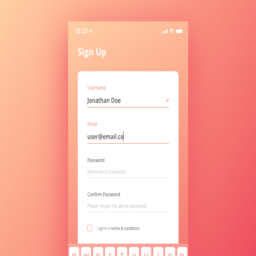 12:22
Sign Up
Username
Jonathan Doe
Email
user@email.co
Password
Minimum 8 characters
Confirm Password
Please retype the above password
I agree to terms & conditions
q w e r t y u i o p